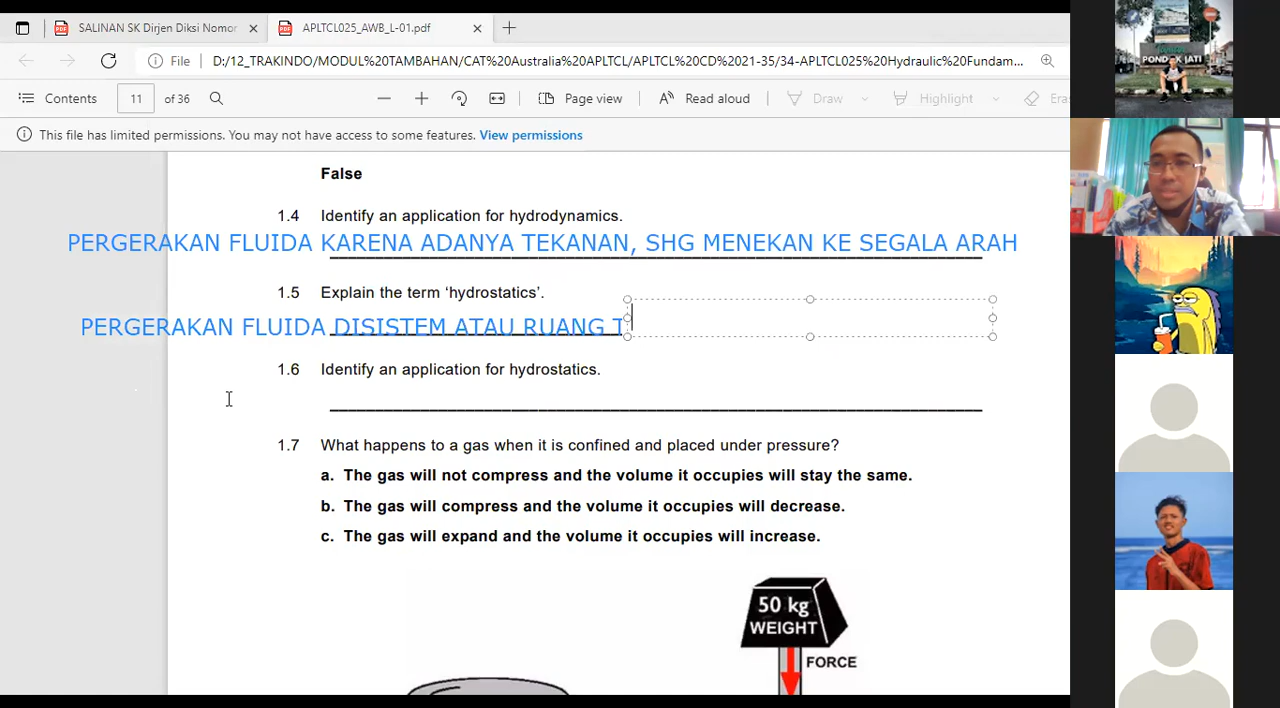 SALINAN SK Dirjen Diksi Nomor
APLTCL025_AWB_L-01.pdf
File
D:/12_TRAKINDO/MODUL%20TAMBAHAN/CAT%20Australia%20APLTCL/APLTCL%20CD%2021-35/34-APLTCL025%20Hydraulic%20Fundam...
Contents
11
of 36
Page view
Read aloud
Draw
Highlight
Era
This file has limited permissions. You may not have access to some features. View permissions
False
1.4 Identify an application for hydrodynamics.
PERGERAKAN FLUIDA KARENA ADANYA TEKANAN, SHG MENEKAN KE SEGALA ARAH
1.5 Explain the term ‘hydrostatics’.
PERGERAKAN FLUIDA DISISTEM ATAU RUANG T
1.6 Identify an application for hydrostatics.
1.7 What happens to a gas when it is confined and placed under pressure?
a. The gas will not compress and the volume it occupies will stay the same.
b. The gas will compress and the volume it occupies will decrease.
c. The gas will expand and the volume it occupies will increase.
50 kg
WEIGHT
FORCE
PONDOK JATI